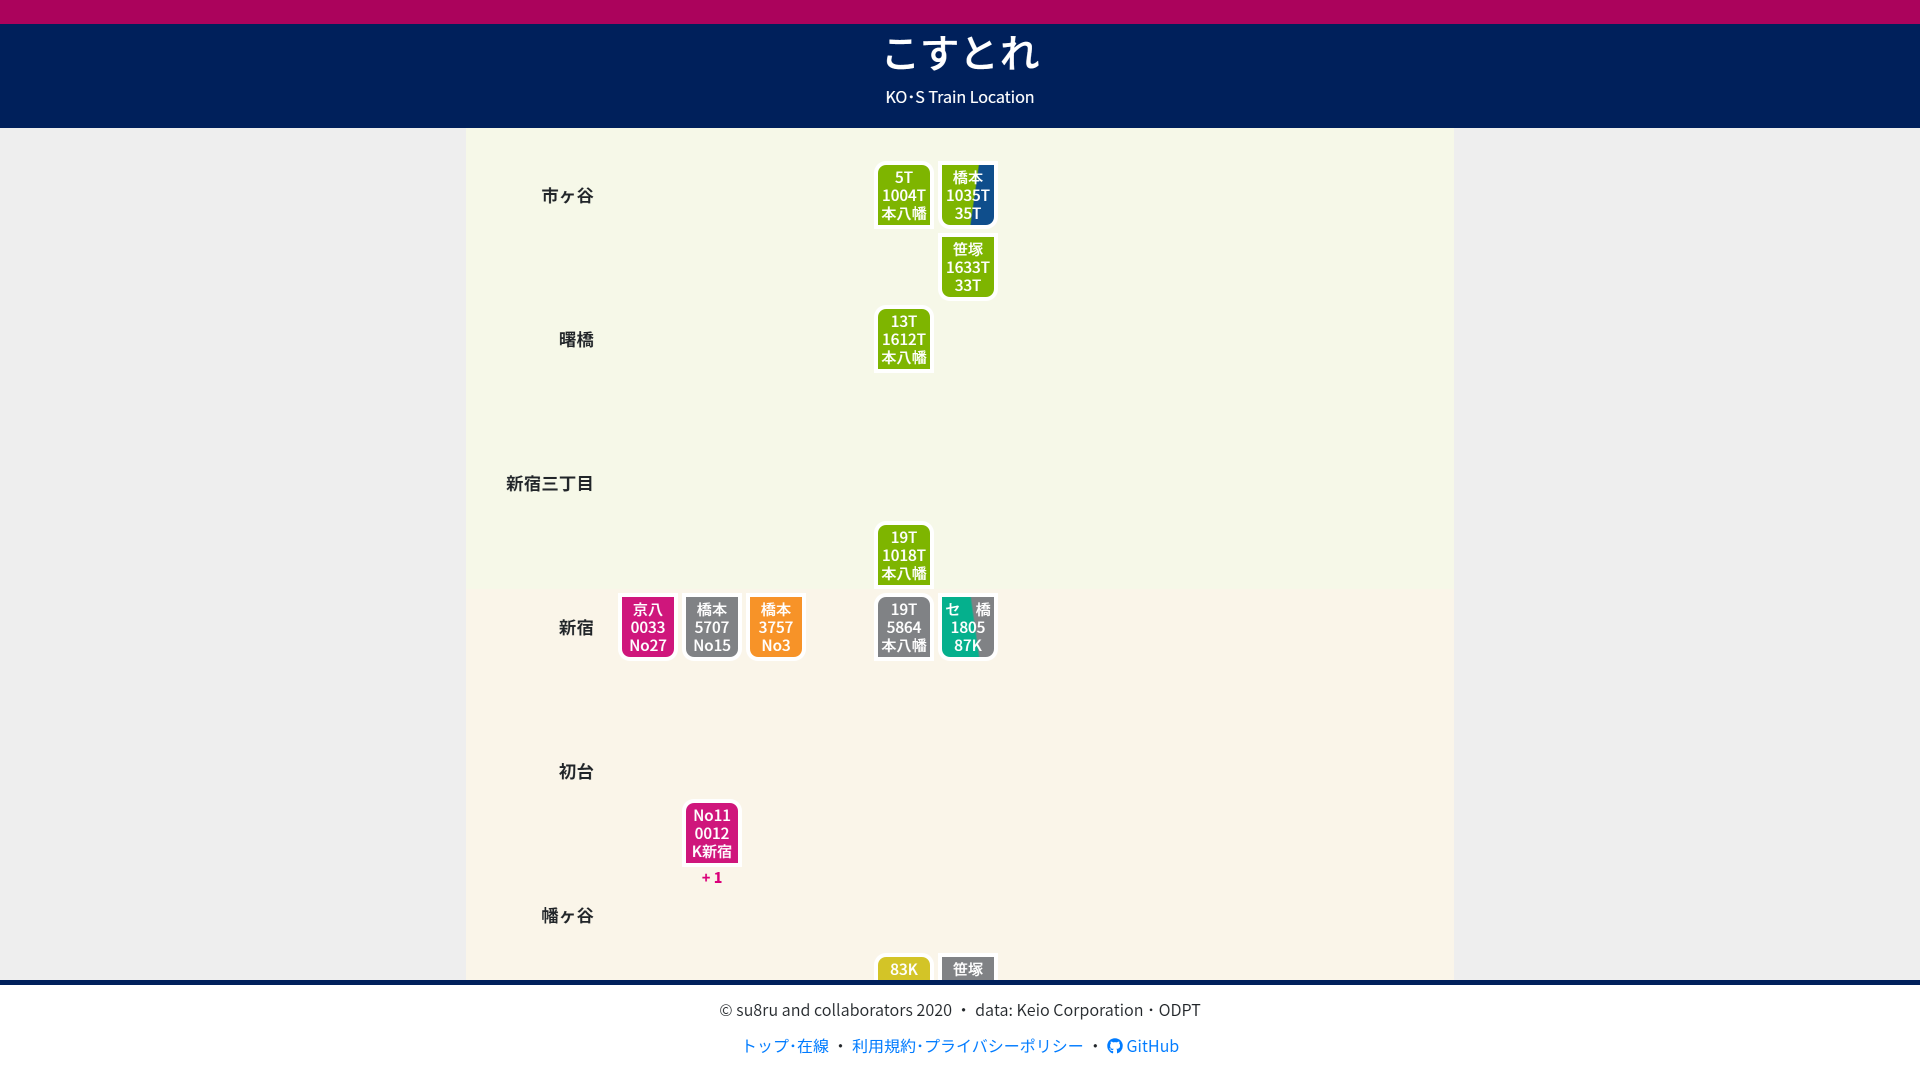 こすとれ
KO･S Train Location
市ヶ谷
5T
1004T
本八幡
橋本
1035T
35T
笹塚
1633T
33T
曙橋
13T
1612T
本八幡
新宿三丁目
19T
1018T
本八幡
新宿
京八
0033
No27
橋本
5707
No15
橋本
3757
No3
19T
5864
本八幡
セ 橋
1805
87K
初台
No11
0012
K新宿
+ 1
幡ヶ谷
83K
笹塚
© su8ru and collaborators 2020 ・ data: Keio Corporation・ODPT
トップ･在線 ・ 利用規約･プライバシーポリシー ・ GitHub